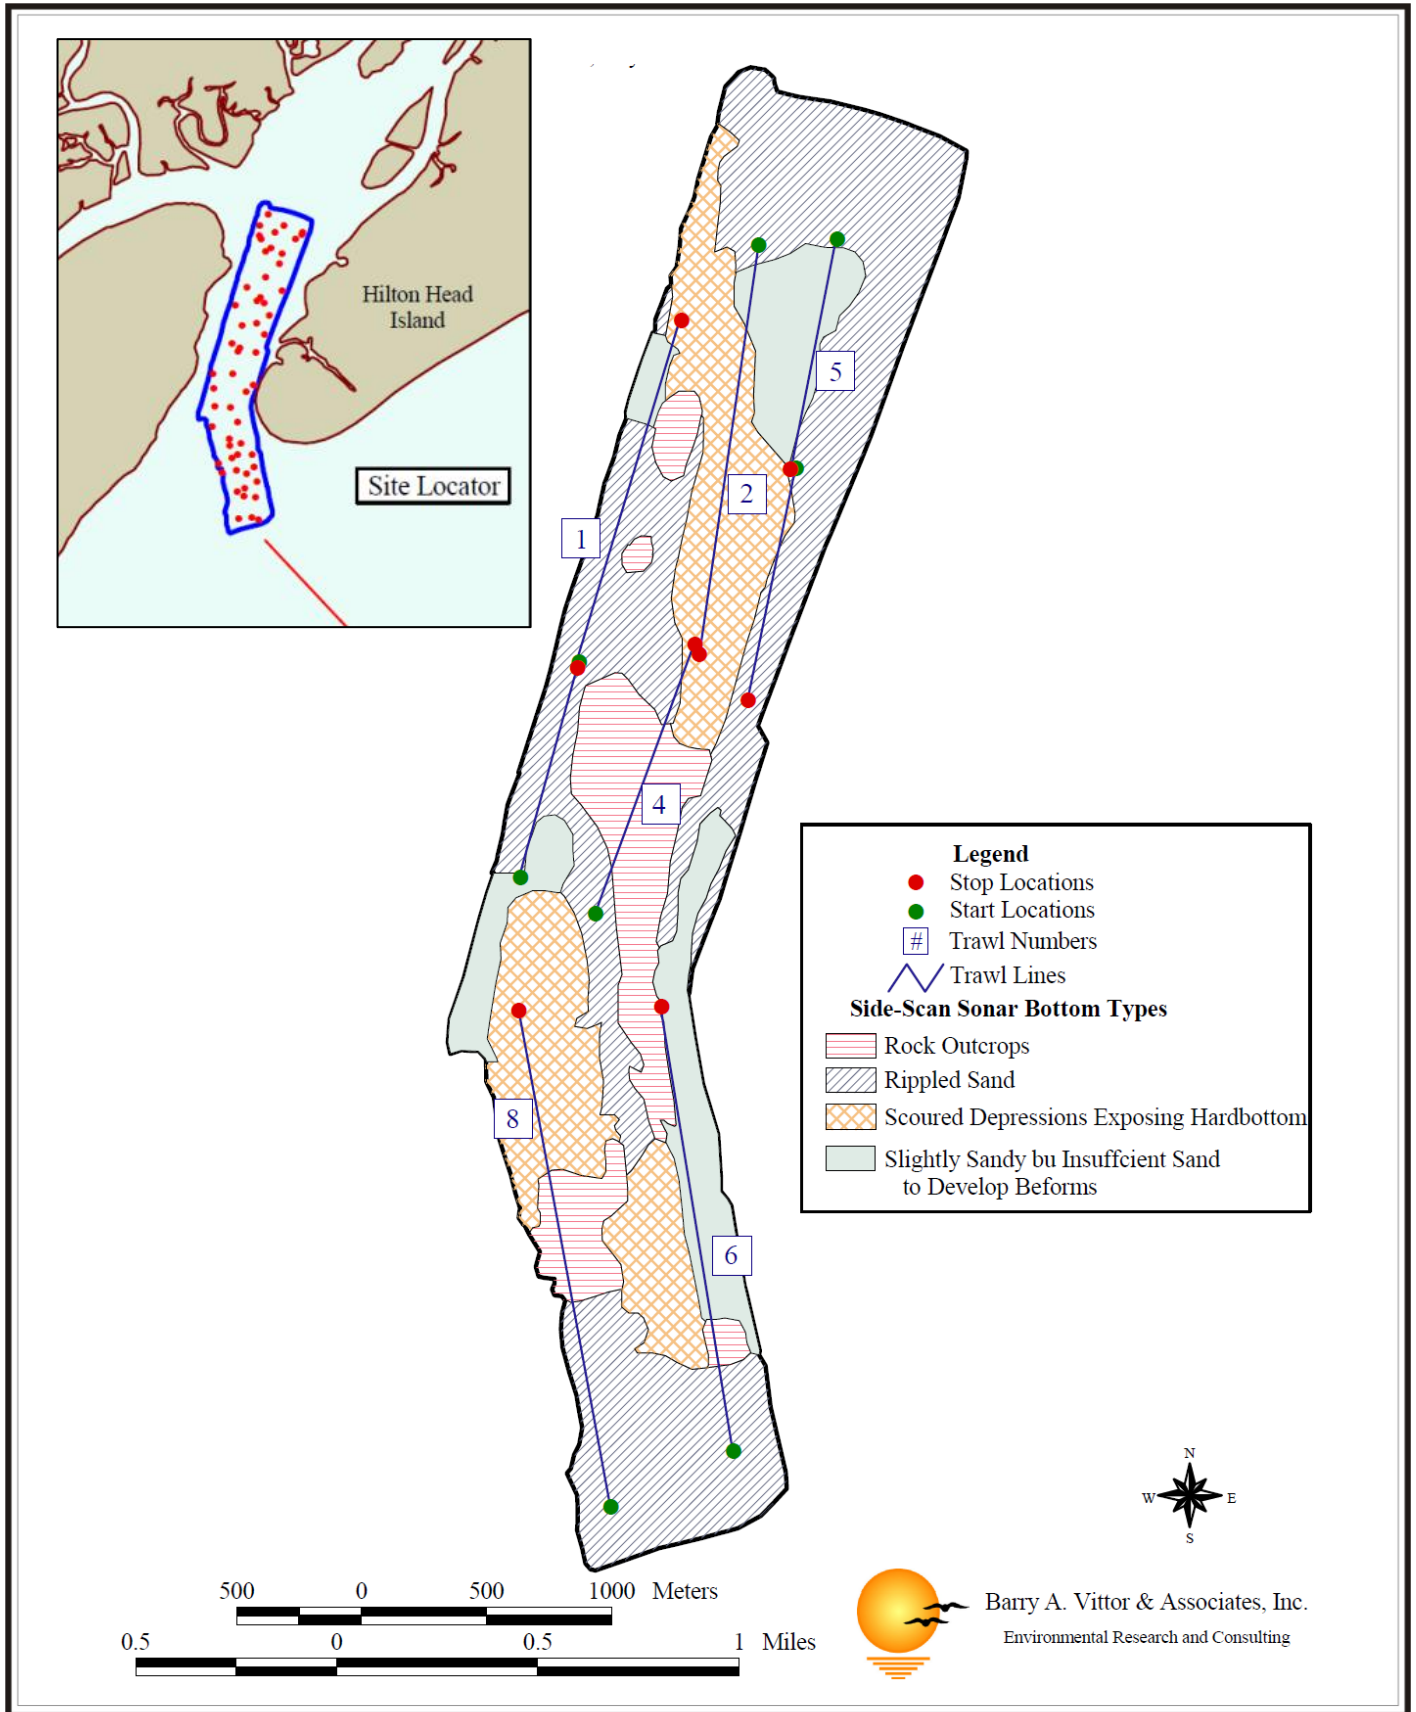 Hilton Head
Island
Site Locator
1
2
5
4
8
6
Legend
Stop Locations
Start Locations
# Trawl Numbers
Trawl Lines
Side-Scan Sonar Bottom Types
Rock Outcrops
Rippled Sand
Scoured Depressions Exposing Hardbottom
Slightly Sandy bu Insuffcient Sand
to Develop Beforms
N
W E
S
500 0 500 1000 Meters
0.5 0 0.5 1 Miles
Barry A. Vittor & Associates, Inc.
Environmental Research and Consulting